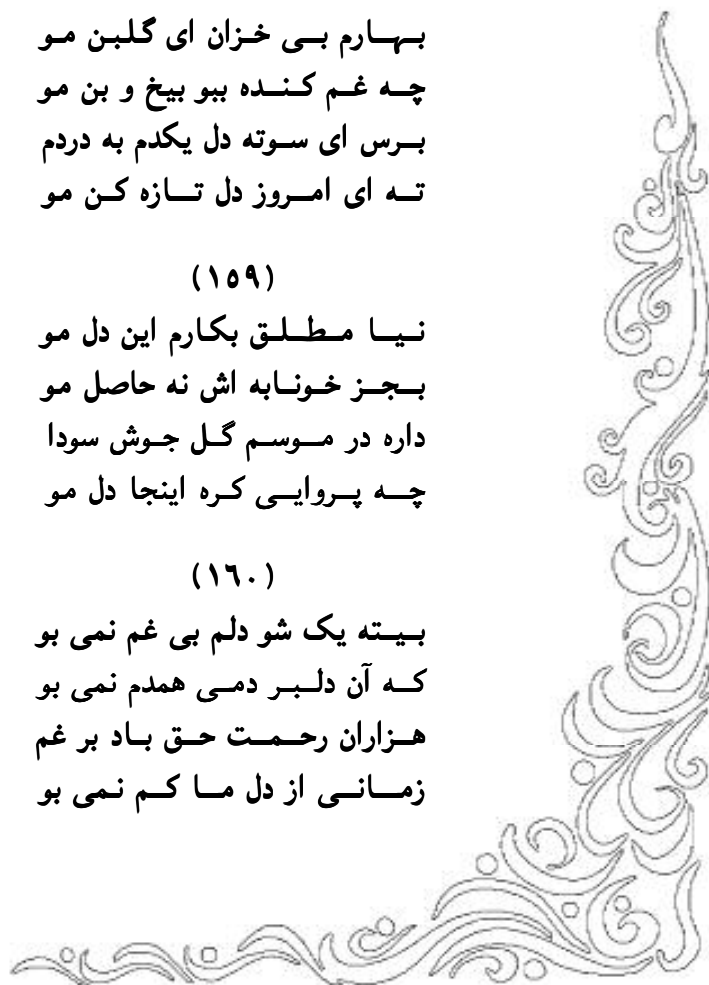 بهارم بی خزان ای گلبن مو
چه غم کنده ببو بیخ و بن مو
برس ای سوته دل یکدم به دردم
ته ای امروز دل تازه کن مو
(۱۵۹)
نیا مطلق بکارم این دل مو
بجز خونابه اش نه حاصل مو
داره در موسم گل جوش سودا
چه پروایی کره اینجا دل مو
(۱۶۰)
بیته یک شو دلم بی غم نمی بو
که آن دلبر دمی همدم نمی بو
هزاران رحمت حق باد بر غم
زمانی از دل ما کم نمی بو